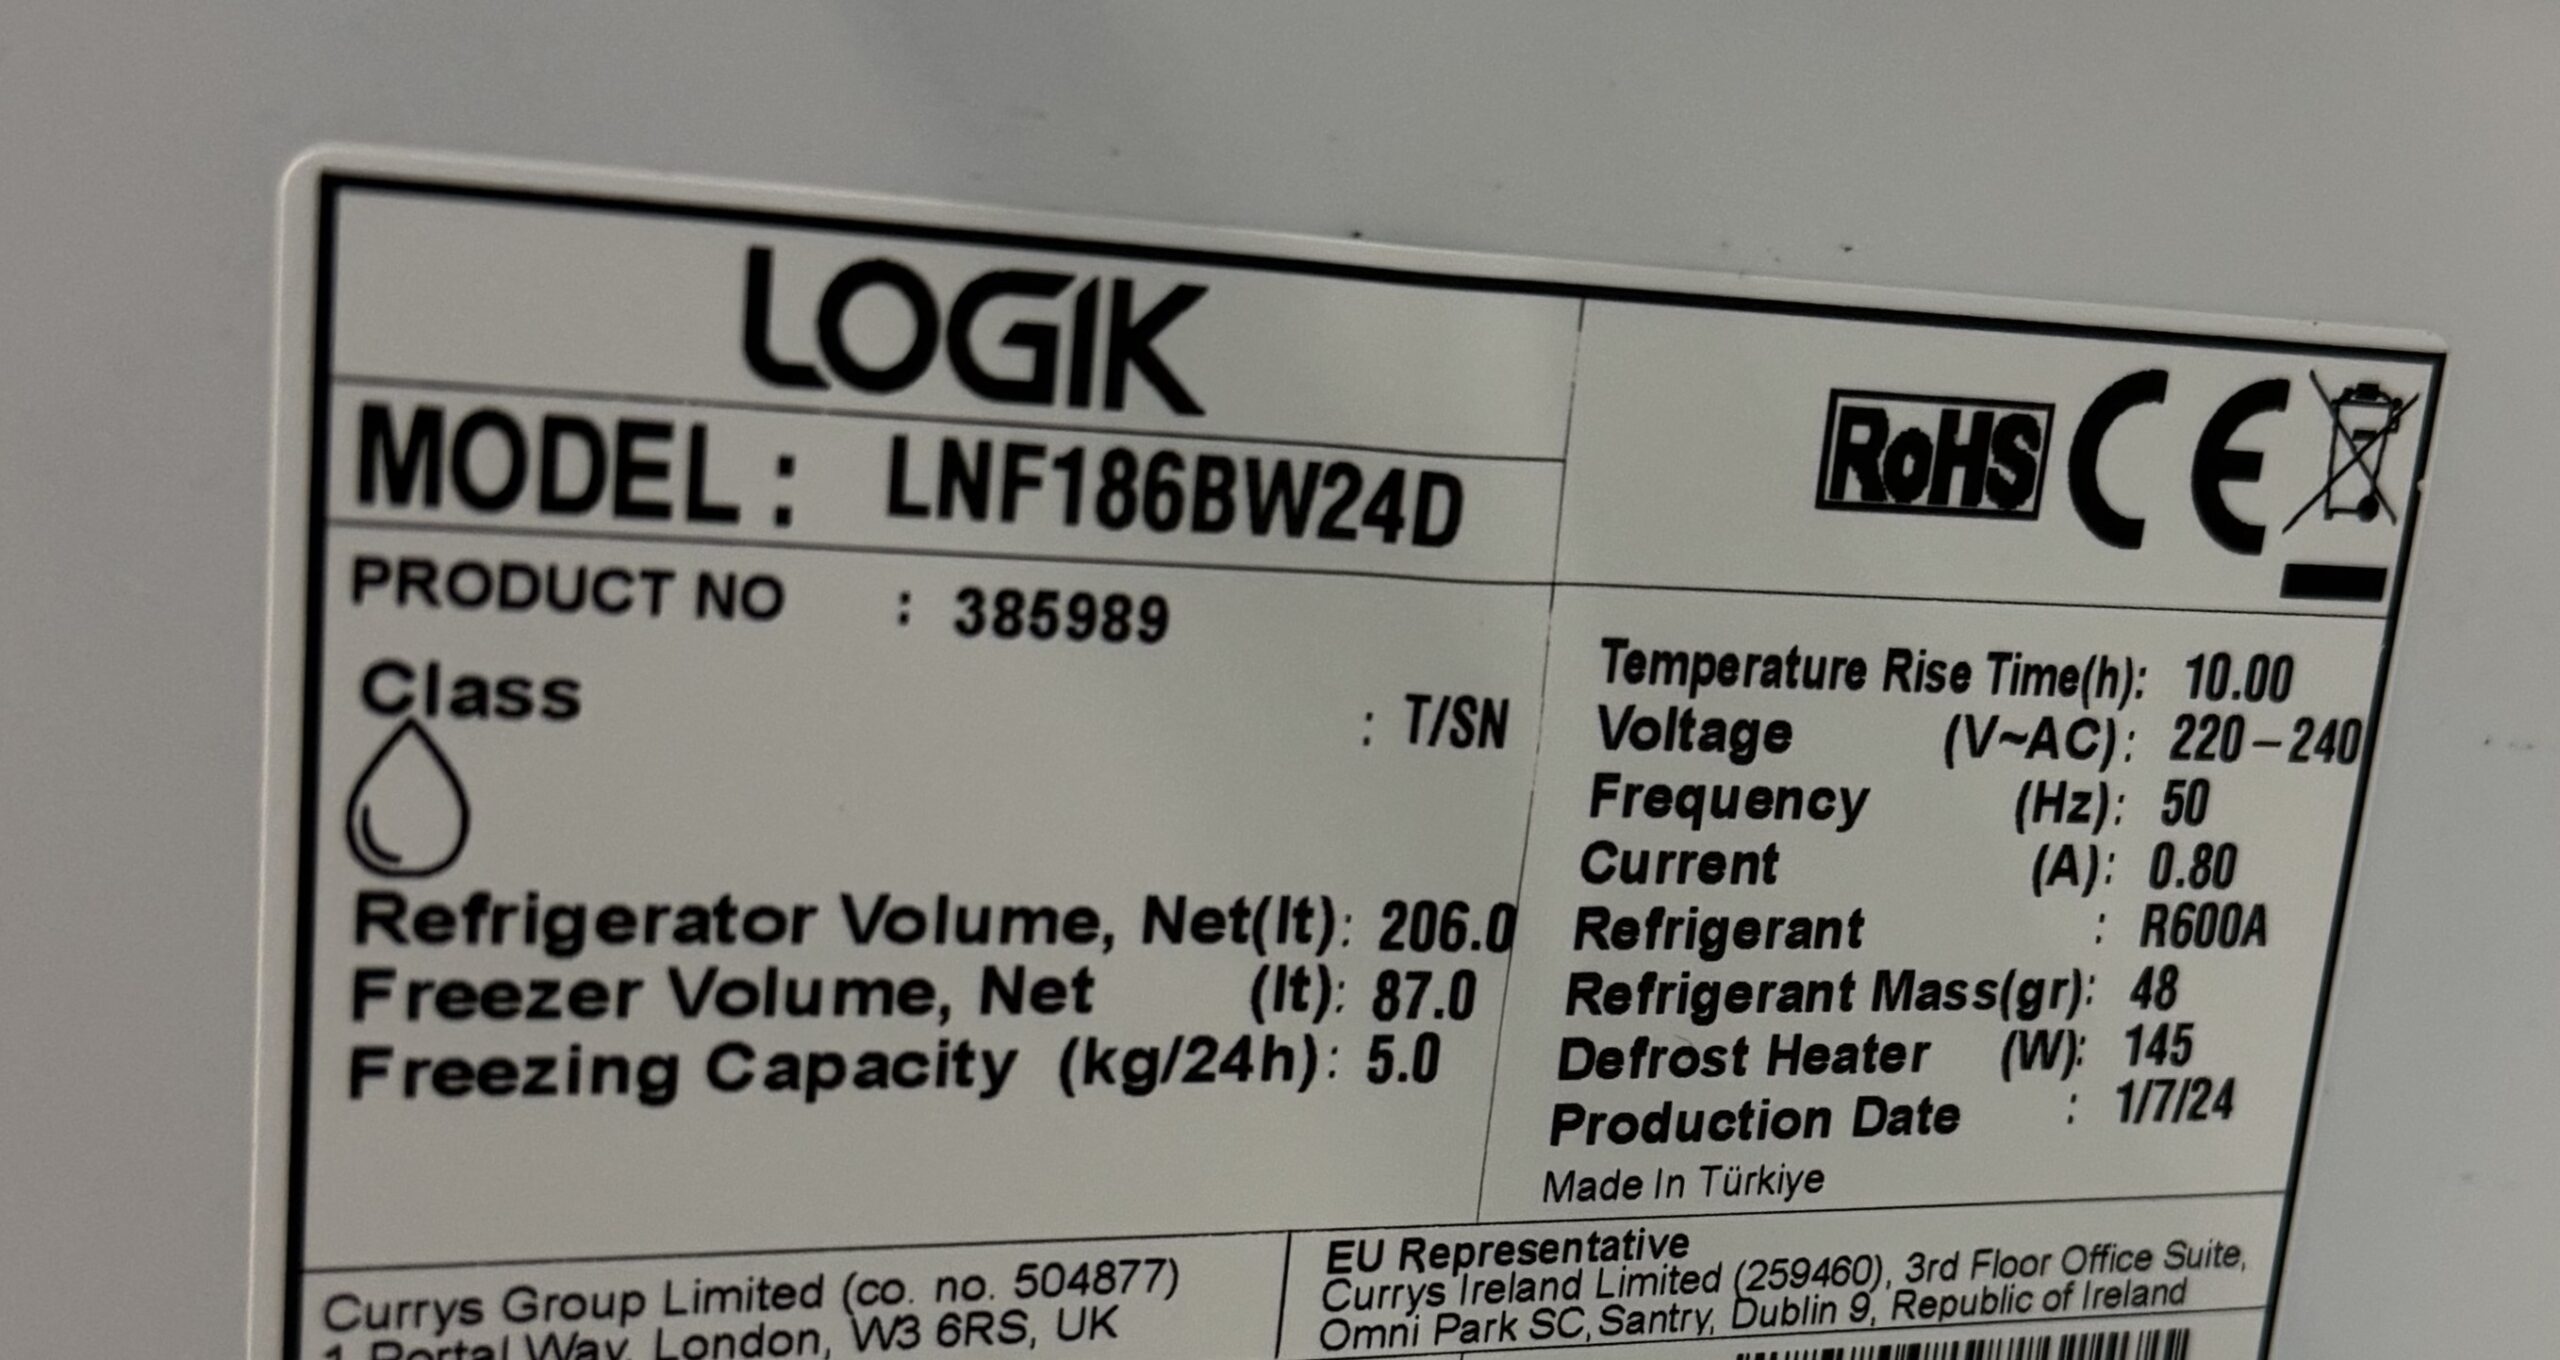 LOGIK
RoHS CE
MODEL : LNF186BW24D
PRODUCT NO : 385989
Class : T/SN
Refrigerator Volume, Net(lt): 206.0
Freezer Volume, Net (lt): 87.0
Freezing Capacity (kg/24h): 5.0
Temperature Rise Time(h): 10.00
Voltage (V~AC): 220–240
Frequency (Hz): 50
Current (A): 0.80
Refrigerant : R600A
Refrigerant Mass(gr): 48
Defrost Heater (W): 145
Production Date : 1/7/24
Made In Türkiye
Currys Group Limited (co. no. 504877)
1 Portal Way, London, W3 6RS, UK
EU Representative
Currys Ireland Limited (259460), 3rd Floor Office Suite,
Omni Park SC, Santry, Dublin 9, Republic of Ireland